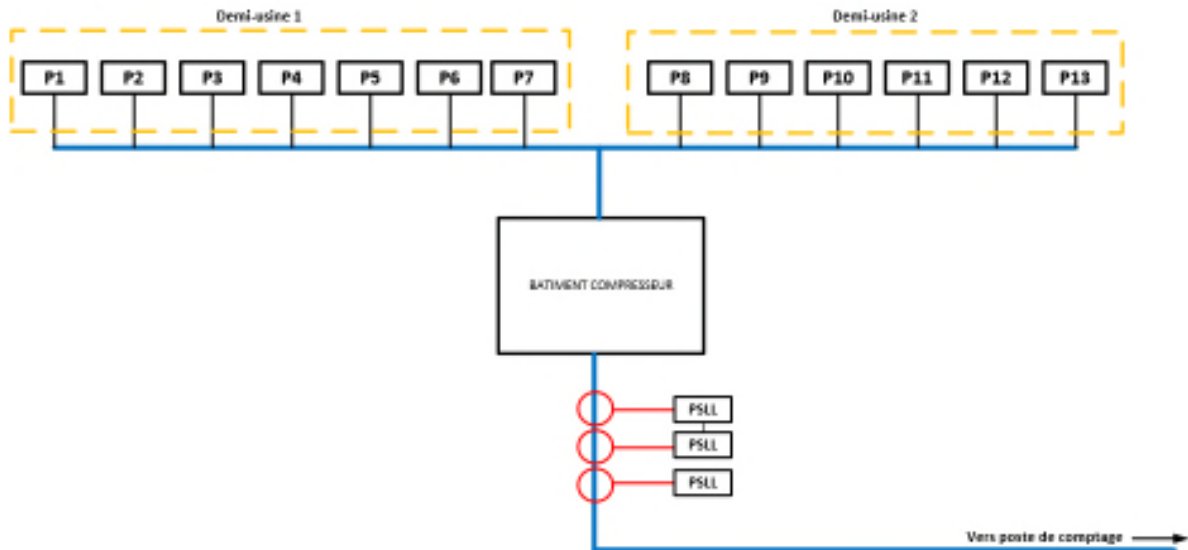 Demi-usine 1
Demi-usine 2
P1 P2 P3 P4 P5 P6 P7 P8 P9 P10 P11 P12 P13
BATIMENT COMPRESSEUR
PSLL
PSLL
PSLL
Vers poste de comptage